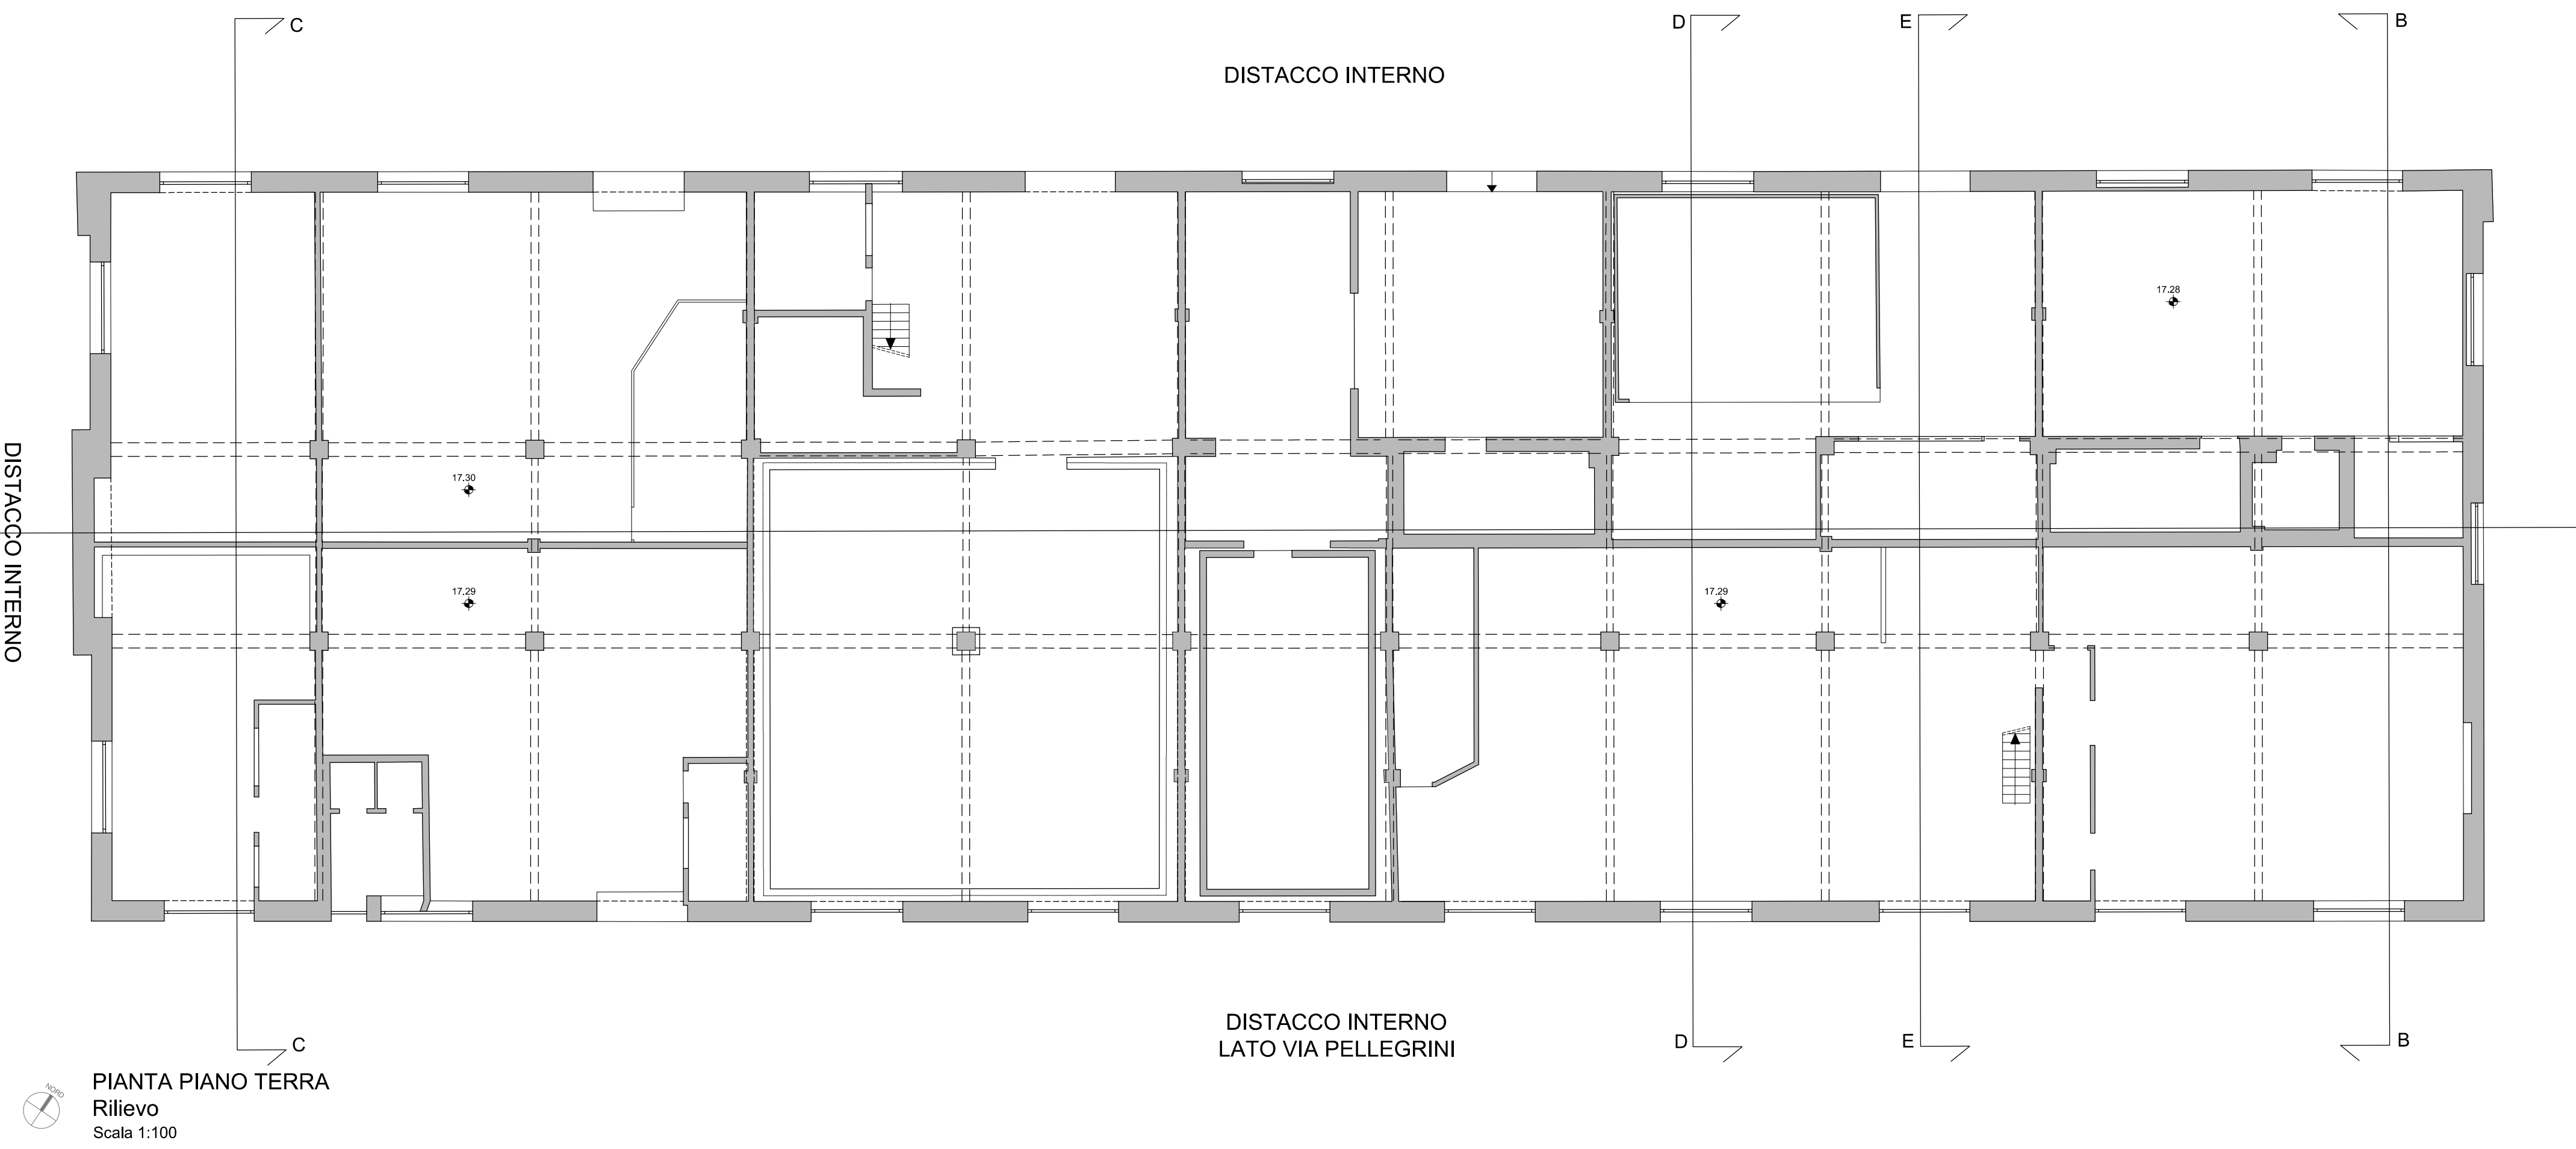 C
D
E
B
DISTACCO INTERNO
17.28
DISTACCO INTERNO
17.30
17.29
17.29
DISTACCO INTERNO
LATO VIA PELLEGRINI
C
D
E
B
PIANTA PIANO TERRA
NORD
Rilievo
Scala 1:100